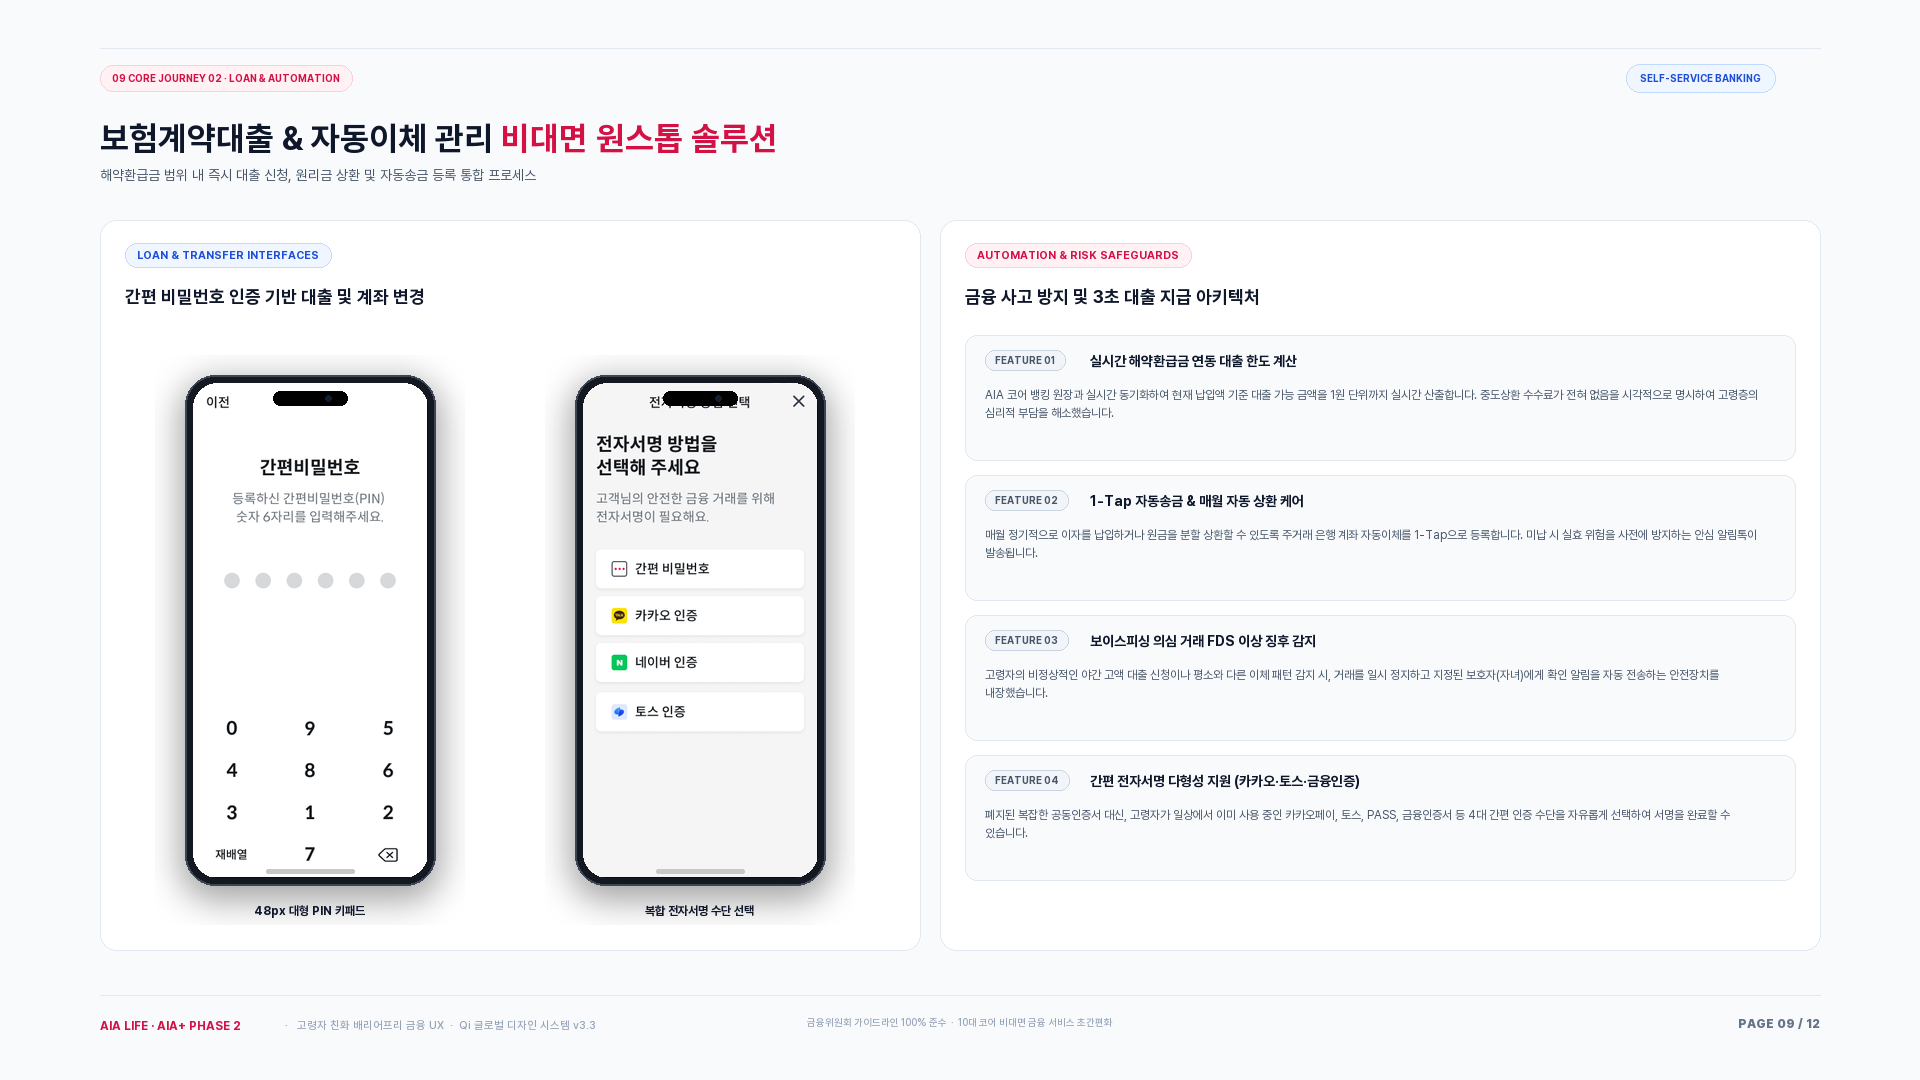 09 CORE JOURNEY 02 · LOAN & AUTOMATION
SELF-SERVICE BANKING
보험계약대출 & 자동이체 관리 비대면 원스톱 솔루션
해약환급금 범위 내 즉시 대출 신청, 원리금 상환 및 자동송금 등록 통합 프로세스
LOAN & TRANSFER INTERFACES
간편 비밀번호 인증 기반 대출 및 계좌 변경
이전
간편비밀번호
등록하신 간편비밀번호(PIN)
숫자 6자리를 입력해주세요.
0 9 5
4 8 6
3 1 2
재배열 7
48px 대형 PIN 키패드
전자 택
전자서명 방법을
선택해 주세요
고객님의 안전한 금융 거래를 위해
전자서명이 필요해요.
간편 비밀번호
카카오 인증
N 네이버 인증
토스 인증
복합 전자서명 수단 선택
AUTOMATION & RISK SAFEGUARDS
금융 사고 방지 및 3초 대출 지급 아키텍처
FEATURE 01 실시간 해약환급금 연동 대출 한도 계산
AIA 코어 뱅킹 원장과 실시간 동기화하여 현재 납입액 기준 대출 가능 금액을 1원 단위까지 실시간 산출합니다. 중도상환 수수료가 전혀 없음을 시각적으로 명시하여 고령층의
심리적 부담을 해소했습니다.
FEATURE 02 1-Tap 자동송금 & 매월 자동 상환 케어
매월 정기적으로 이자를 납입하거나 원금을 분할 상환할 수 있도록 주거래 은행 계좌 자동이체를 1-Tap으로 등록합니다. 미납 시 실효 위험을 사전에 방지하는 안심 알림톡이
발송됩니다.
FEATURE 03 보이스피싱 의심 거래 FDS 이상 징후 감지
고령자의 비정상적인 야간 고액 대출 신청이나 평소와 다른 이체 패턴 감지 시, 거래를 일시 정지하고 지정된 보호자(자녀)에게 확인 알림을 자동 전송하는 안전장치를
내장했습니다.
FEATURE 04 간편 전자서명 다형성 지원 (카카오·토스·금융인증)
폐지된 복잡한 공동인증서 대신, 고령자가 일상에서 이미 사용 중인 카카오페이, 토스, PASS, 금융인증서 등 4대 간편 인증 수단을 자유롭게 선택하여 서명을 완료할 수
있습니다.
AIA LIFE · AIA+ PHASE 2 · 고령자 친화 배리어프리 금융 UX · Qi 글로벌 디자인 시스템 v3.3
금융위원회 가이드라인 100% 준수 · 10대 코어 비대면 금융 서비스 초간편화
PAGE 09 / 12